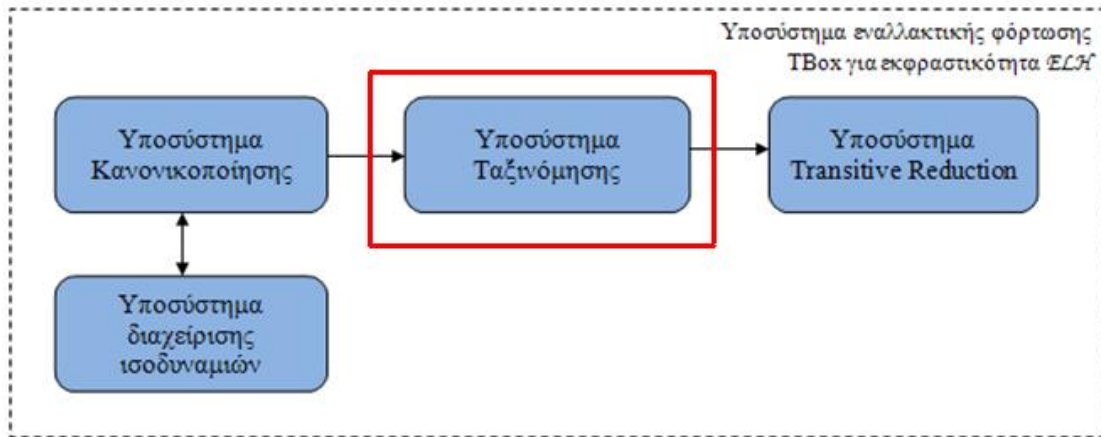 Υποσύστημα εναλλακτικής φόρτωσης
TBox για εκφραστικότητα ELH
Υποσύστημα
Κανονικοποίησης
Υποσύστημα
Ταξινόμησης
Υποσύστημα
Transitive Reduction
Υποσύστημα
διαχείρισης
ισοδυναμιών